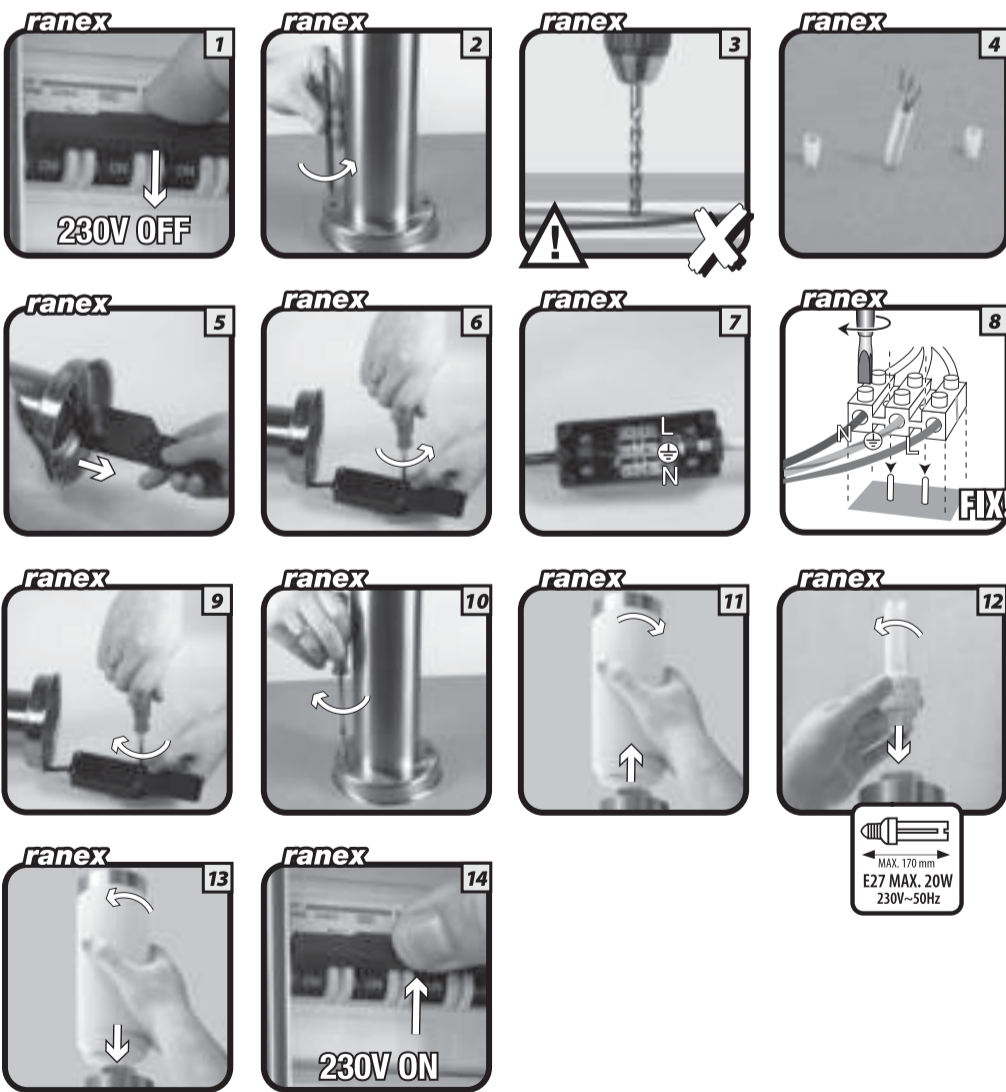 ranex
1
230V OFF
ranex
2
ranex
3
!
ranex
4
ranex
5
ranex
6
ranex
7
L
N
ranex
8
N
L
FIX
ranex
9
ranex
10
ranex
11
ranex
12
MAX. 170 mm
E27 MAX. 20W
230V~50Hz
ranex
13
ranex
14
230V ON